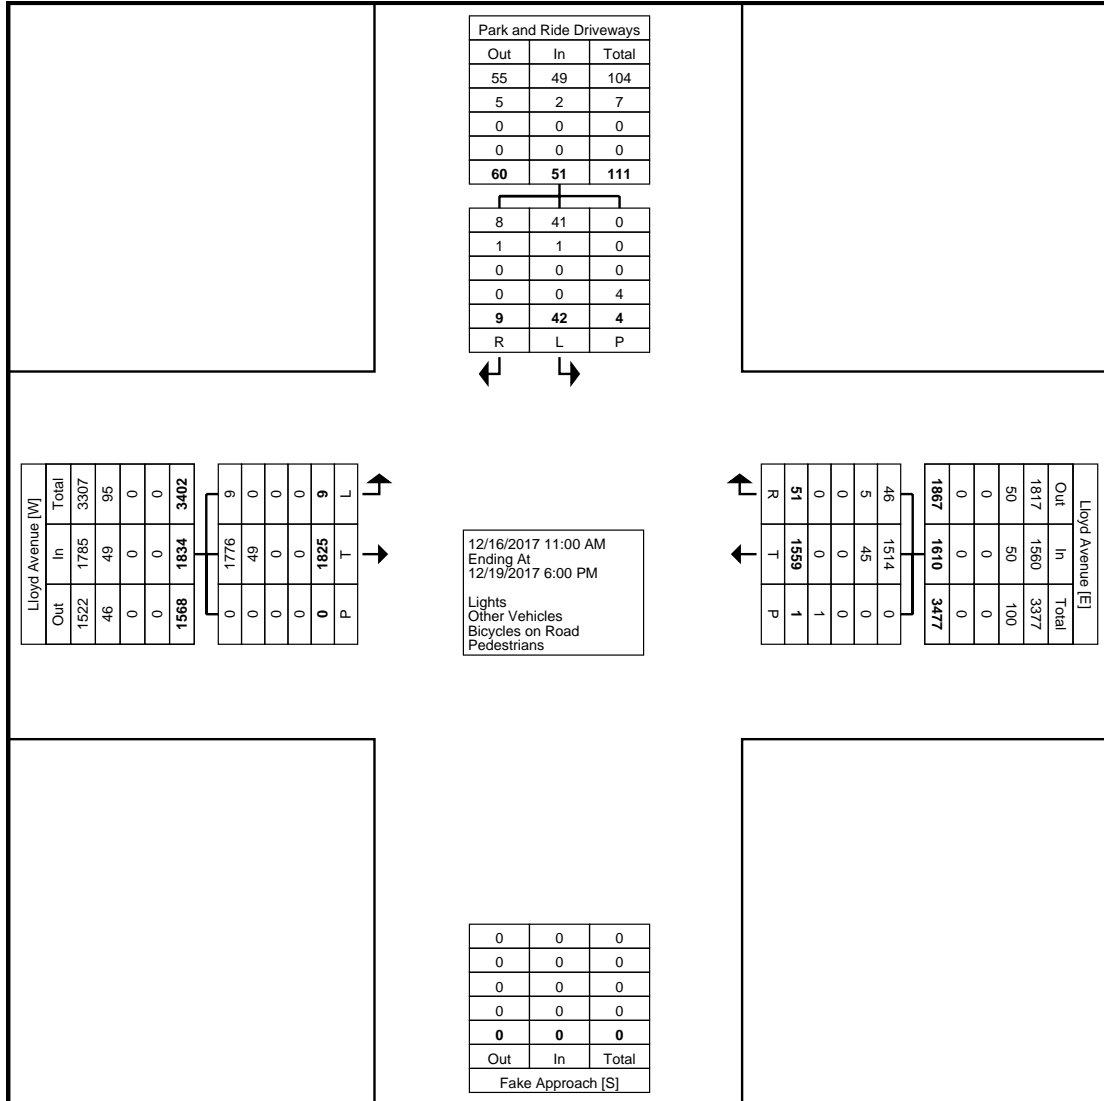 Park and Ride Driveways
Out In Total
55 49 104
5 2 7
0 0 0
0 0 0
60 51 111
8 41 0
1 1 0
0 0 0
0 0 4
9 42 4
R L P
Lloyd Avenue [W]
Out In Total
1522 1785 3307
46 49 95
0 0 0
0 0 0
1568 1834 3402
0 1776 9
0 49 0
0 0 0
0 0 0
0 1825 9
P T L
12/16/2017 11:00 AM
Ending At
12/19/2017 6:00 PM
Lights
Other Vehicles
Bicycles on Road
Pedestrians
Lloyd Avenue [E]
Out In Total
1817 1560 3377
50 50 100
0 0 0
0 0 0
1867 1610 3477
46 1514 0
5 45 0
0 0 0
0 0 1
51 1559 1
R T P
0 0 0
0 0 0
0 0 0
0 0 0
0 0 0
Out In Total
Fake Approach [S]